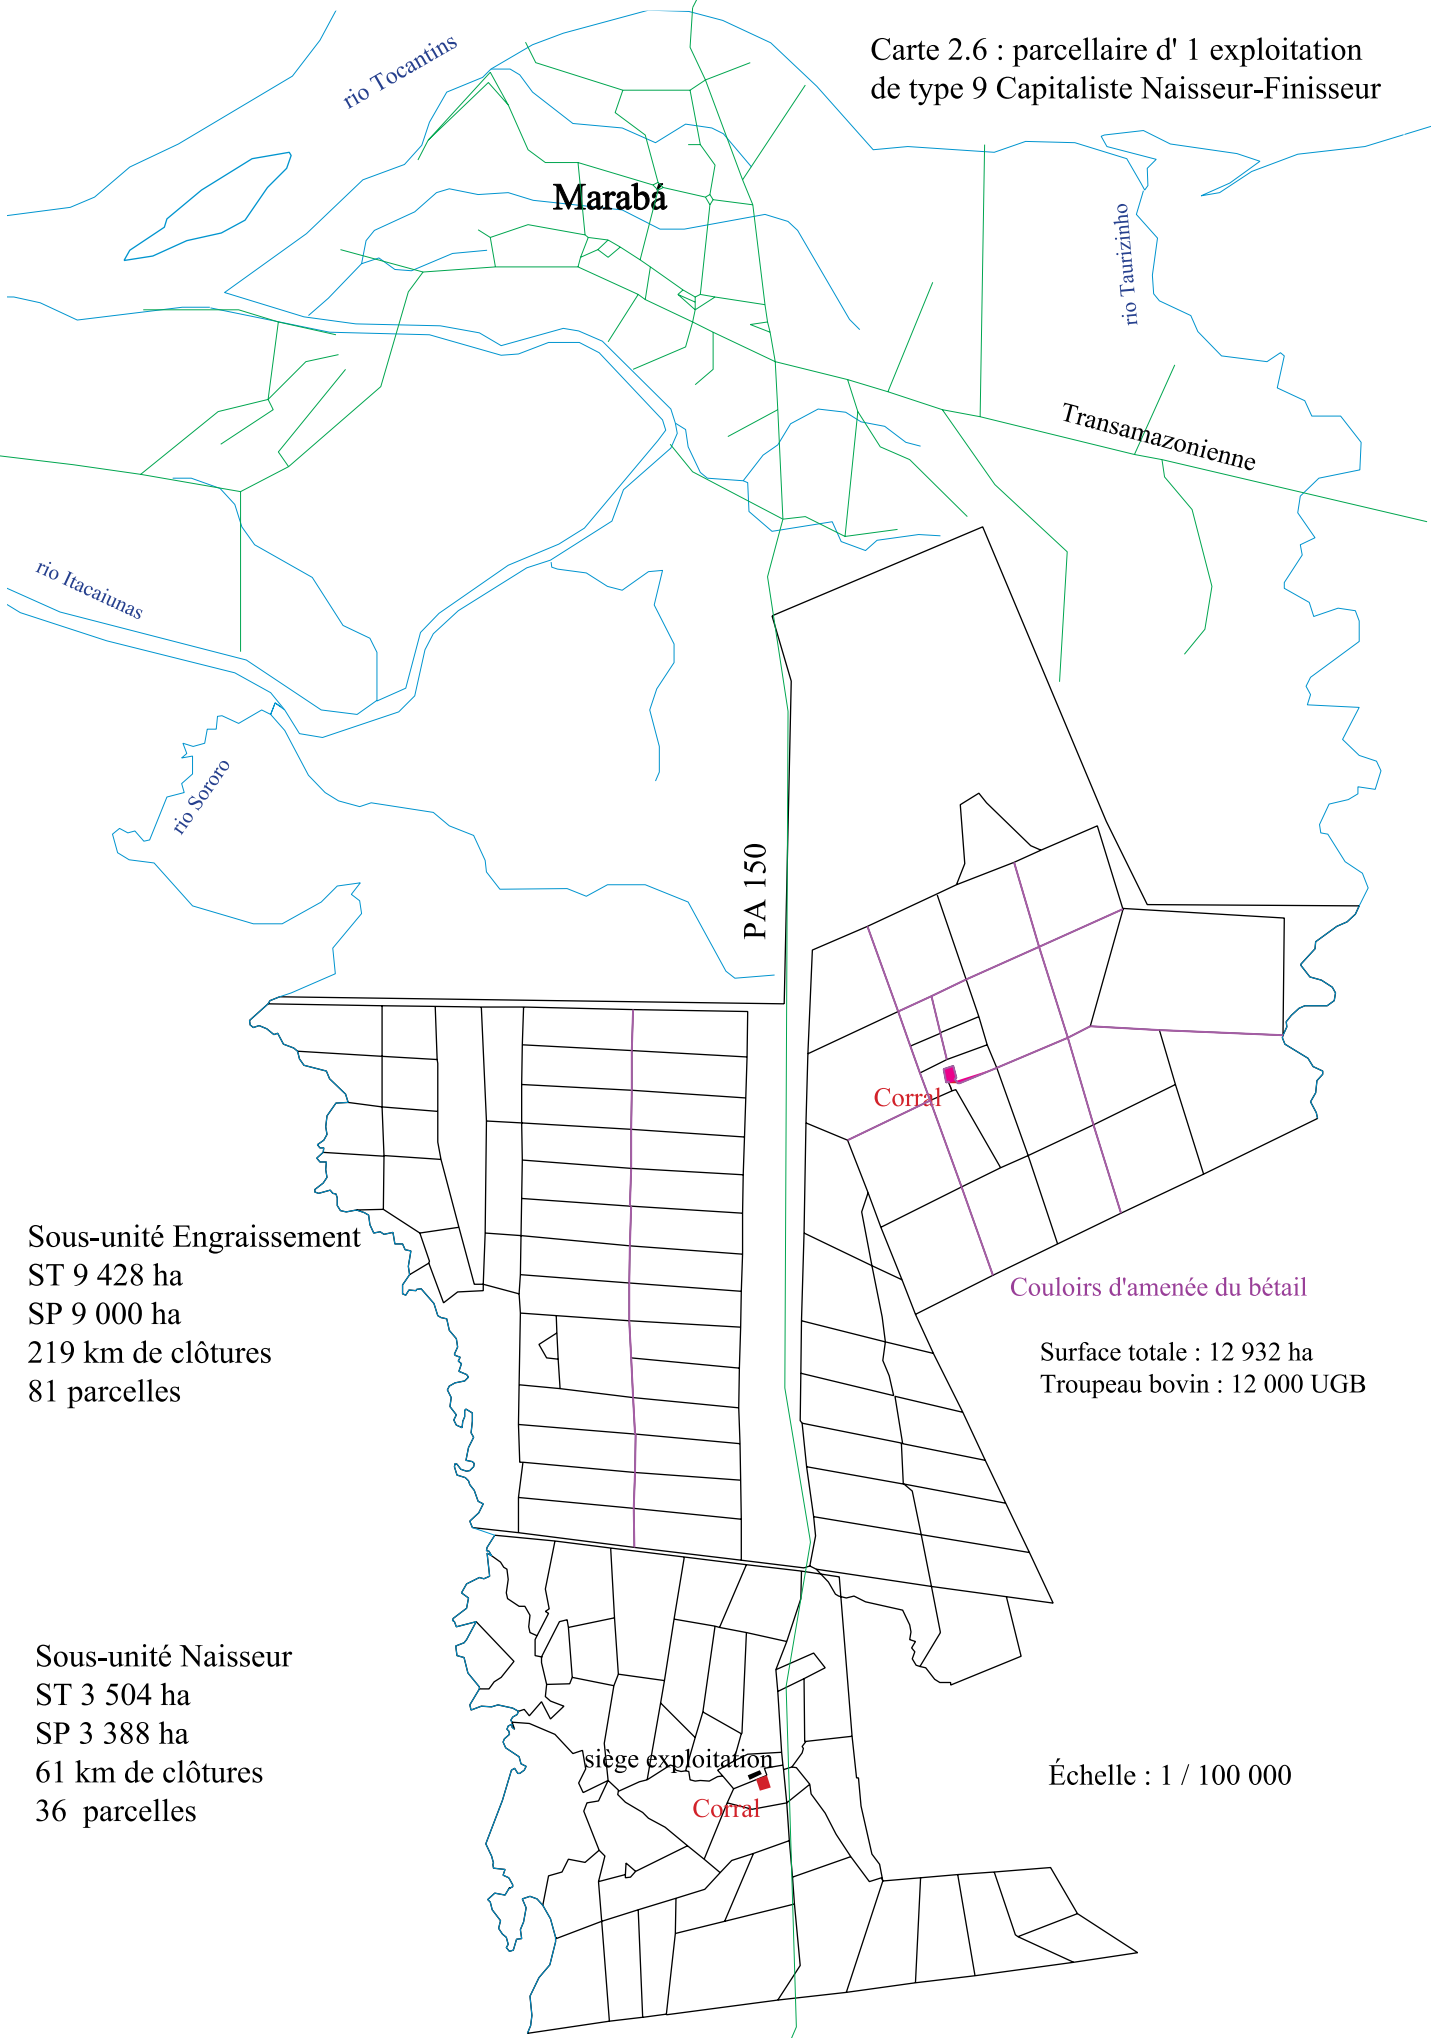 Carte 2.6 : parcellaire d' 1 exploitation
de type 9 Capitaliste Naisseur-Finisseur
rio Tocantins
Marabá
rio Taurizinho
Transamazonienne
rio Itacaiunas
rio Sororo
PA 150
Corral
Sous-unité Engraissement
ST 9 428 ha
SP 9 000 ha
219 km de clôtures
81 parcelles
Couloirs d'amenée du bétail
Surface totale : 12 932 ha
Troupeau bovin : 12 000 UGB
Sous-unité Naisseur
ST 3 504 ha
SP 3 388 ha
61 km de clôtures
36 parcelles
siège exploitation
Corral
Échelle : 1 / 100 000